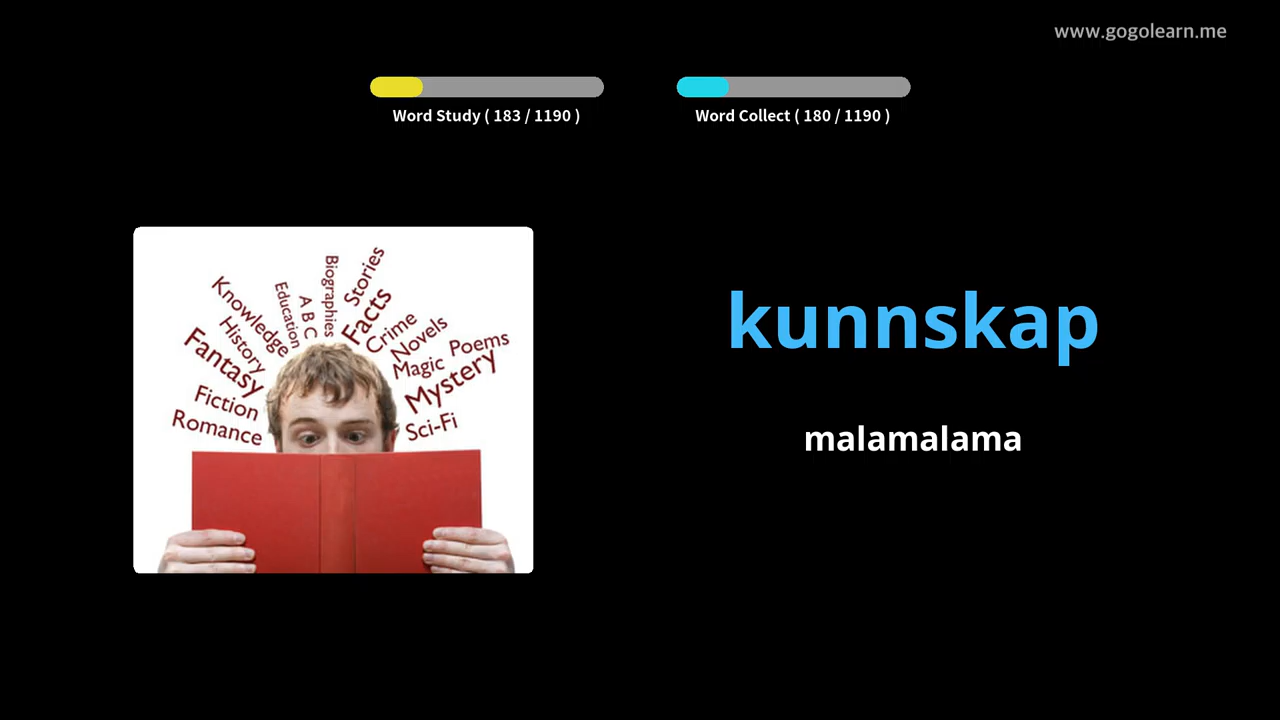 www.gogolearn.me
Word Study ( 183 / 1190 )
Word Collect ( 180 / 1190 )
Biographies
Stories
Knowledge
Education
A B C
Facts
Crime
History
Novels
Fantasy
Magic
Poems
Mystery
Fiction
Romance
Sci-Fi
kunnskap
malamalama